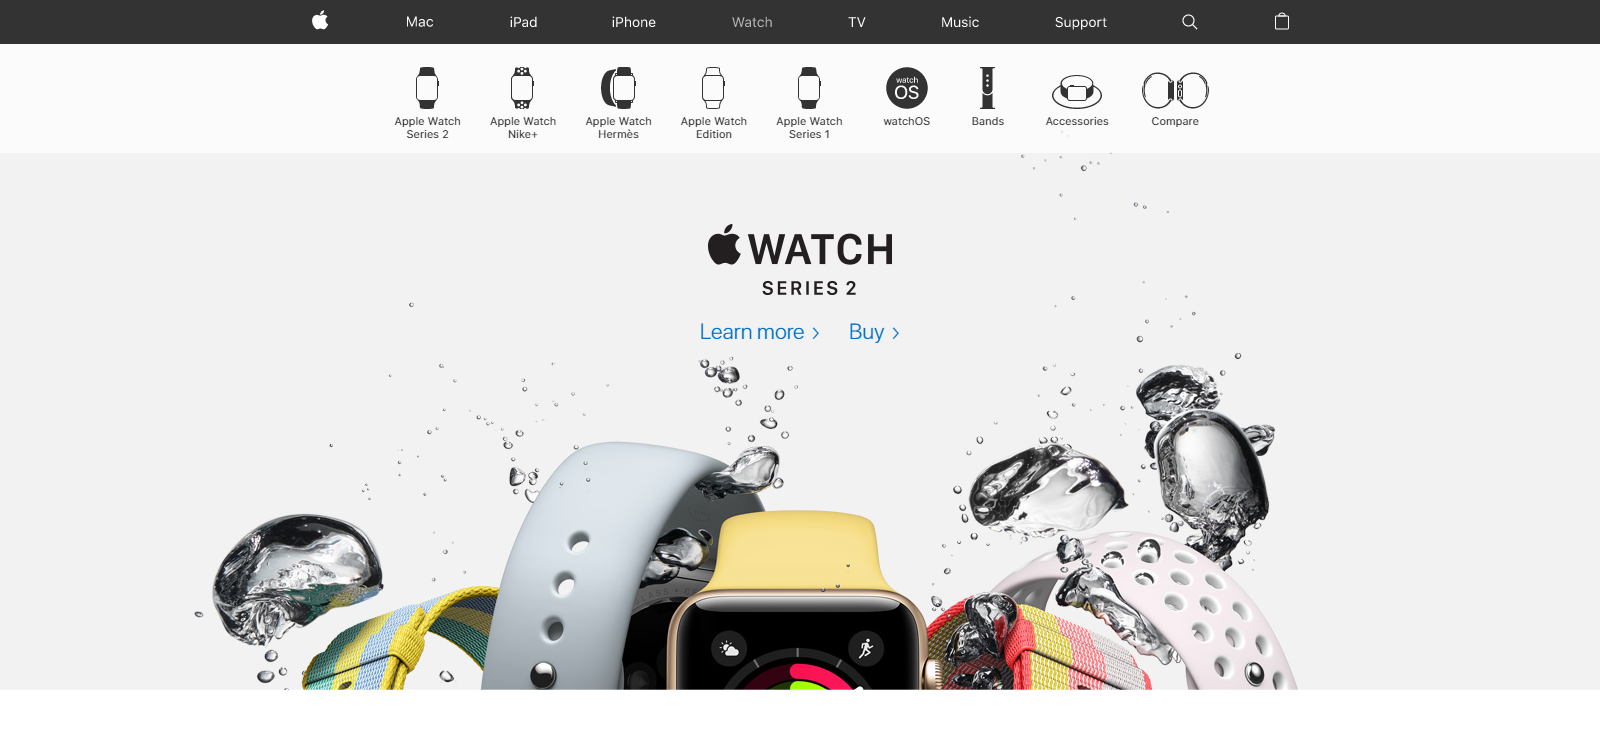 Mac iPad iPhone Watch TV Music Support
watch
OS
Apple Watch Series 2
Apple Watch Nike+
Apple Watch Hermès
Apple Watch Edition
Apple Watch Series 1
watchOS
Bands
Accessories
Compare
WATCH
SERIES 2
Learn more >
Buy >